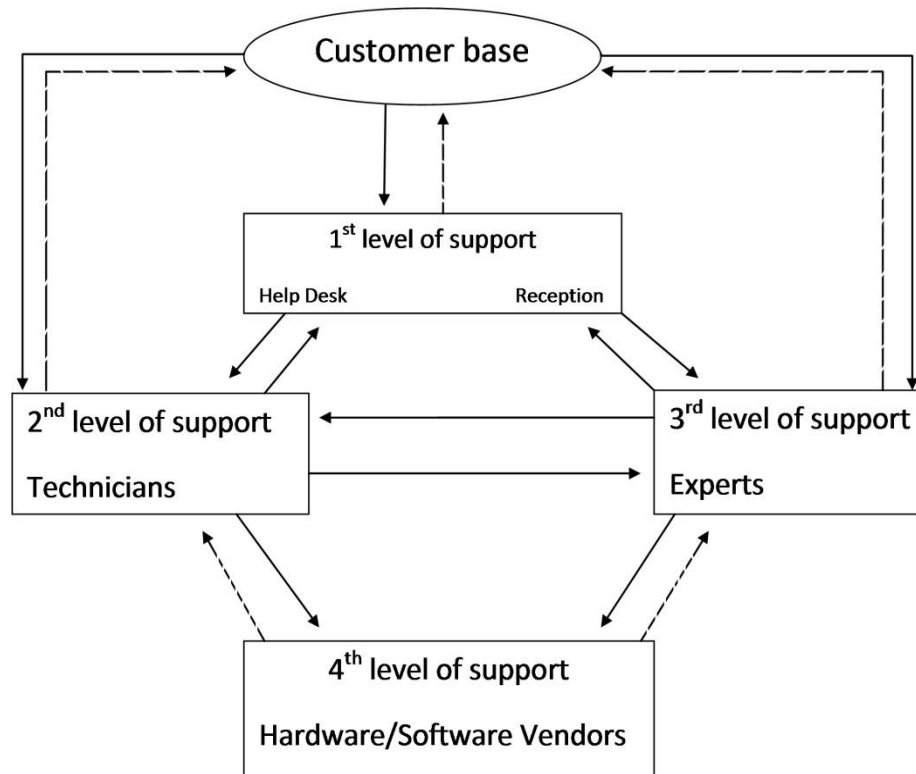 Customer base
1st level of support
Help Desk Reception
2nd level of support
Technicians
3rd level of support
Experts
4th level of support
Hardware/Software Vendors